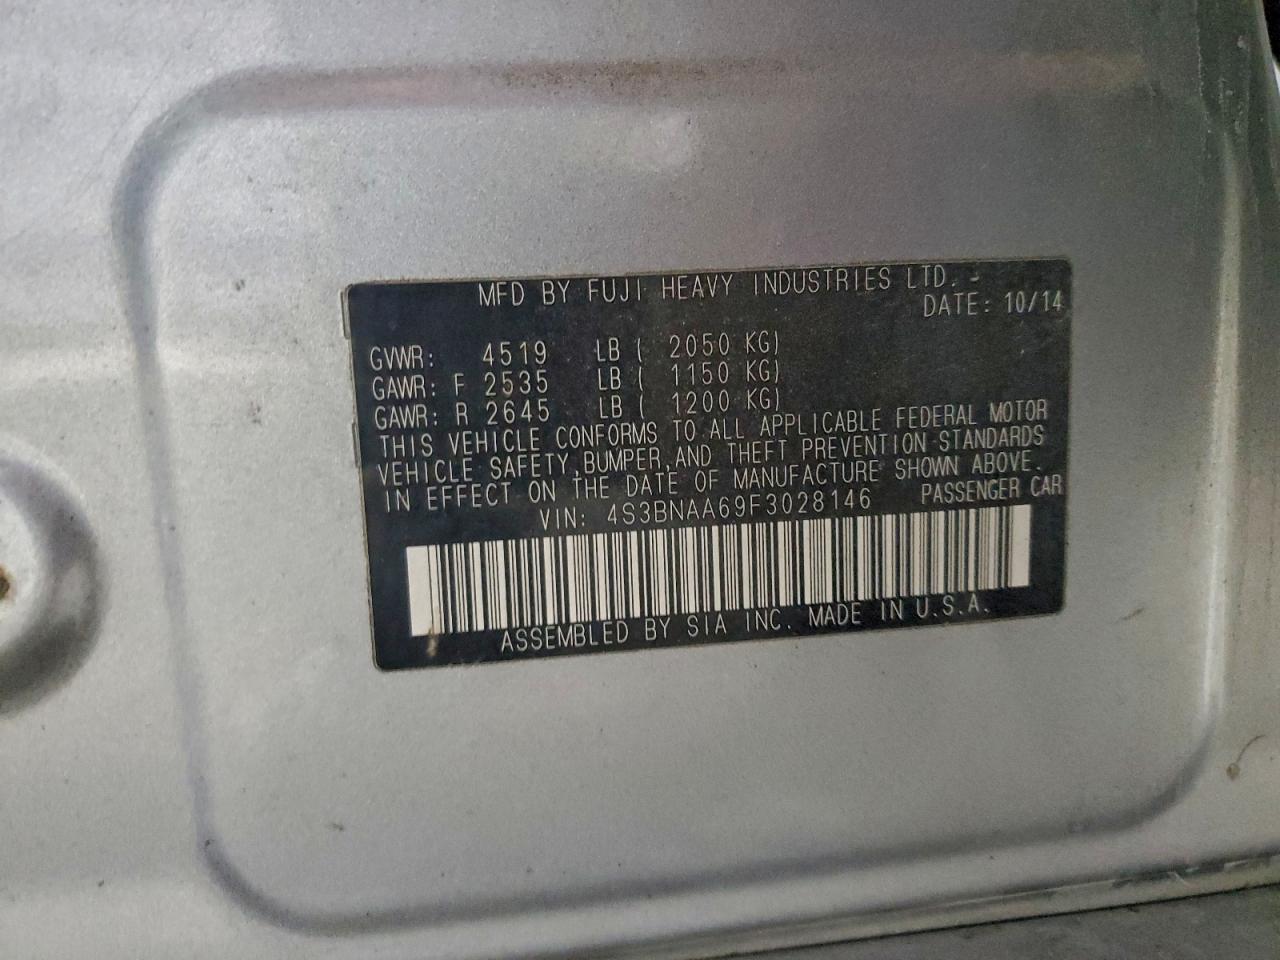 MFD BY FUJI HEAVY INDUSTRIES LTD.
DATE: 10/14
GVWR: 4519 LB ( 2050 KG)
GAWR: F 2535 LB ( 1150 KG)
GAWR: R 2645 LB ( 1200 KG)
THIS VEHICLE CONFORMS TO ALL APPLICABLE FEDERAL MOTOR
VEHICLE SAFETY,BUMPER,AND THEFT PREVENTION STANDARDS
IN EFFECT ON THE DATE OF MANUFACTURE SHOWN ABOVE.
VIN: 4S3BNAA69F3028146 PASSENGER CAR
ASSEMBLED BY SIA INC. MADE IN U.S.A.